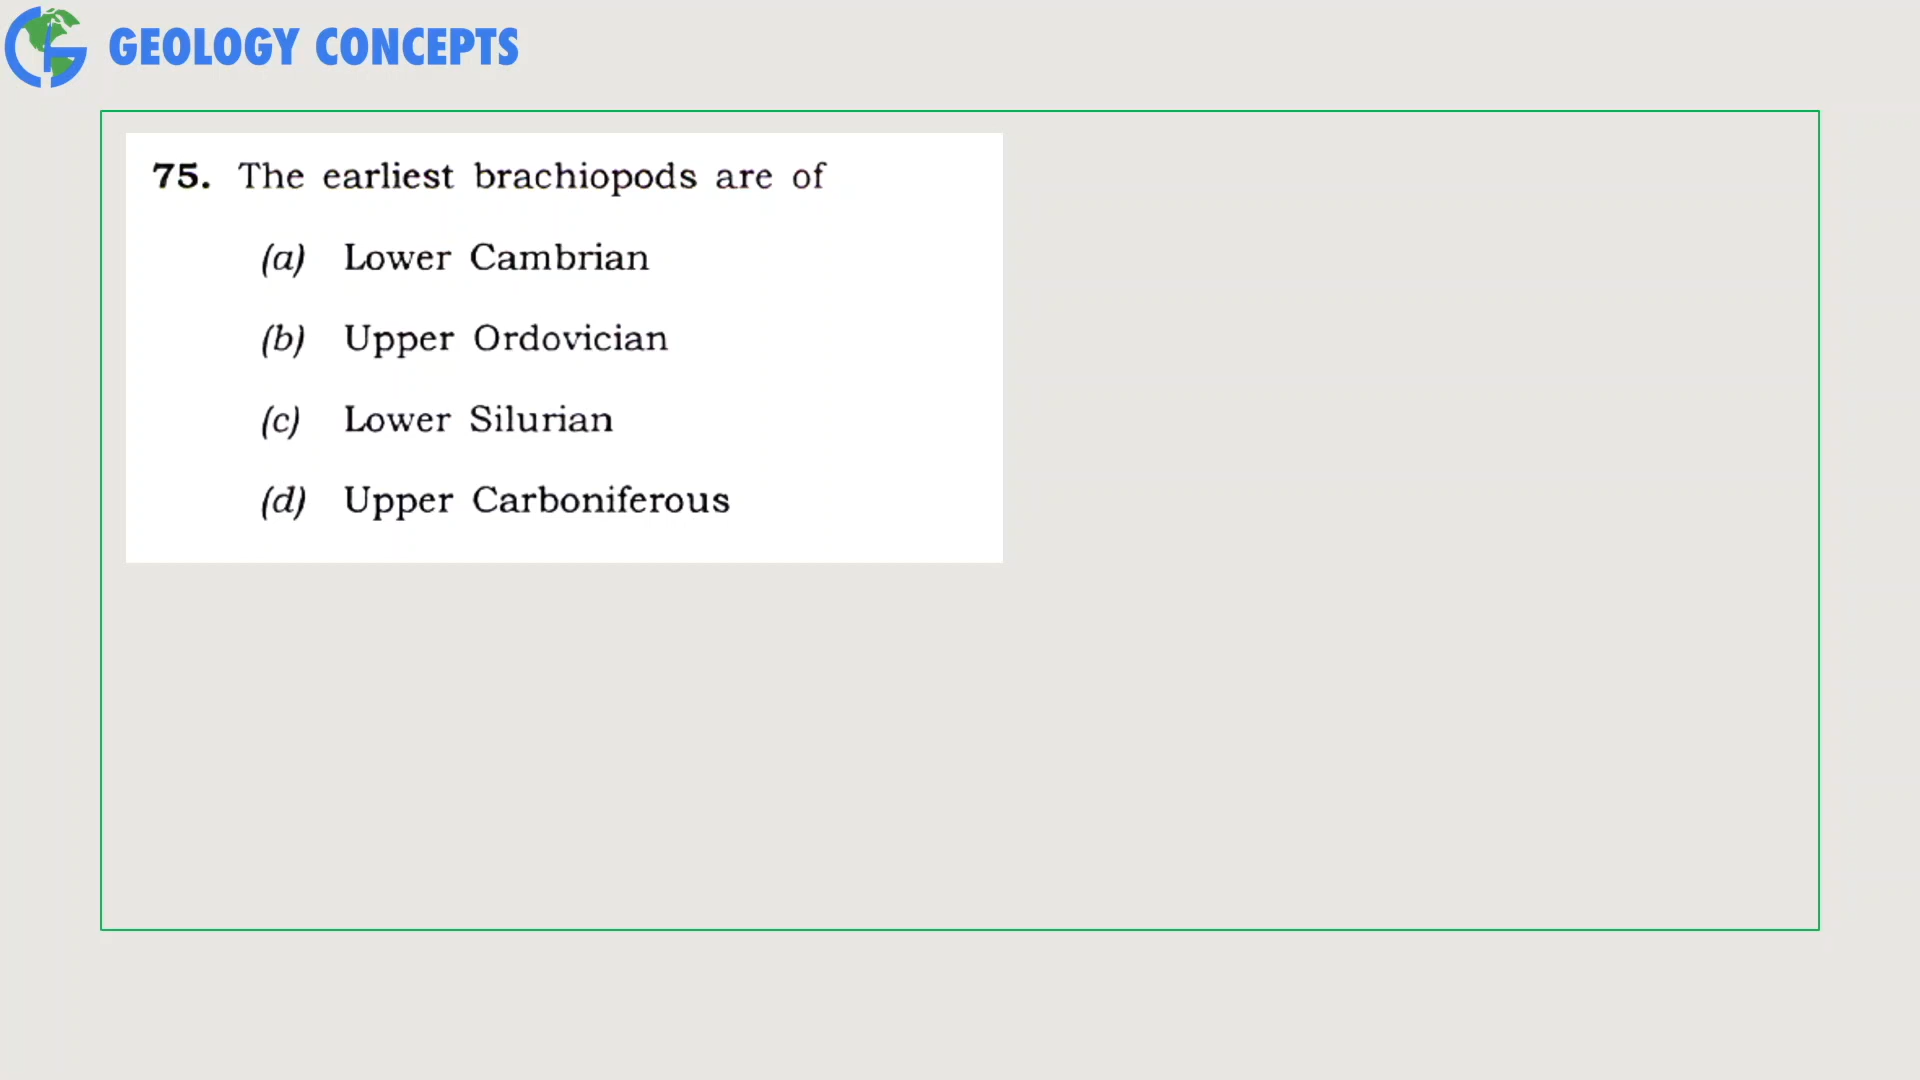 GEOLOGY CONCEPTS
75. The earliest brachiopods are of
(a) Lower Cambrian
(b) Upper Ordovician
(c) Lower Silurian
(d) Upper Carboniferous